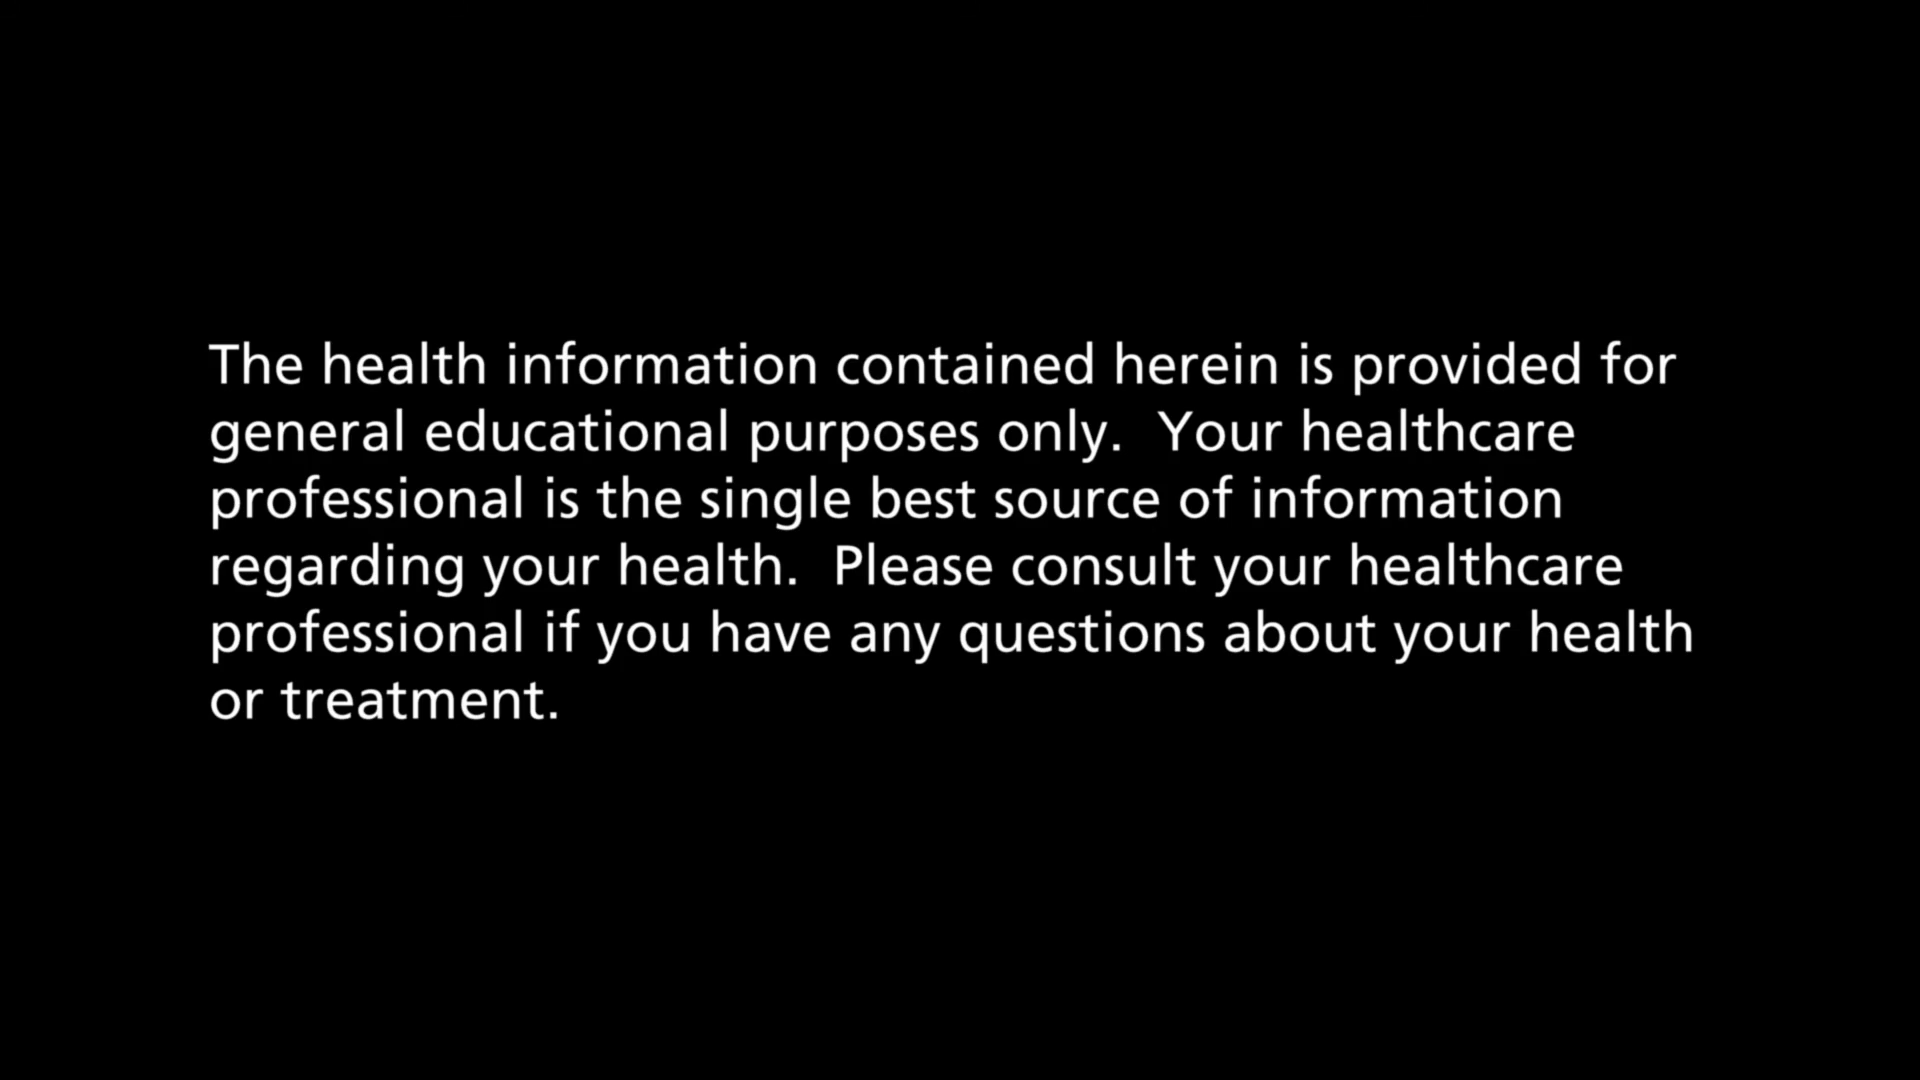 The health information contained herein is provided for
general educational purposes only.  Your healthcare
professional is the single best source of information
regarding your health.  Please consult your healthcare
professional if you have any questions about your health
or treatment.